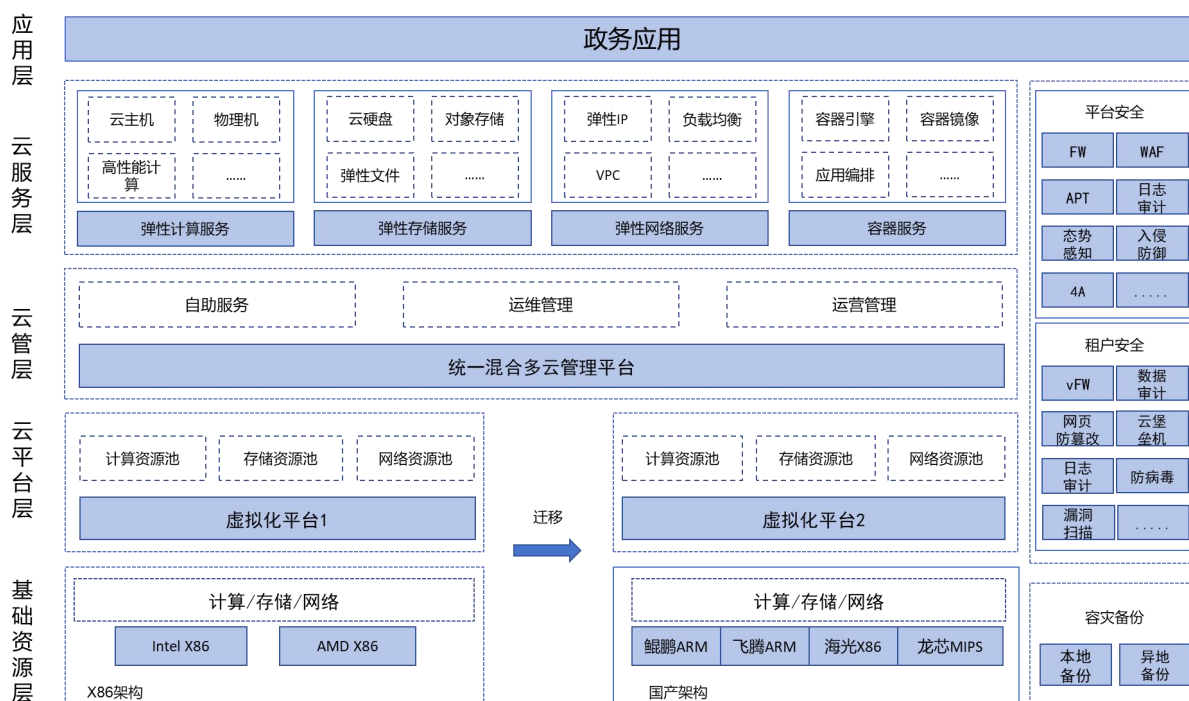 应用层
政务应用
云服务层
云主机
物理机
高性能计
算
......
弹性计算服务
云硬盘
对象存储
弹性文件
......
弹性存储服务
弹性IP
负载均衡
VPC
......
弹性网络服务
容器引擎
容器镜像
应用编排
......
容器服务
云管层
自助服务
运维管理
运营管理
统一混合多云管理平台
云平台层
计算资源池
存储资源池
网络资源池
虚拟化平台1
迁移
计算资源池
存储资源池
网络资源池
虚拟化平台2
基础资源层
计算/存储/网络
Intel X86
AMD X86
X86架构
计算/存储/网络
鲲鹏ARM
飞腾ARM
海光X86
龙芯MIPS
国产架构
平台安全
FW
WAF
APT
日志
审计
态势
感知
入侵
防御
4A
.....
租户安全
vFW
数据
审计
网页
防篡改
云堡
垒机
日志
审计
防病毒
漏洞
扫描
.....
容灾备份
本地
备份
异地
备份